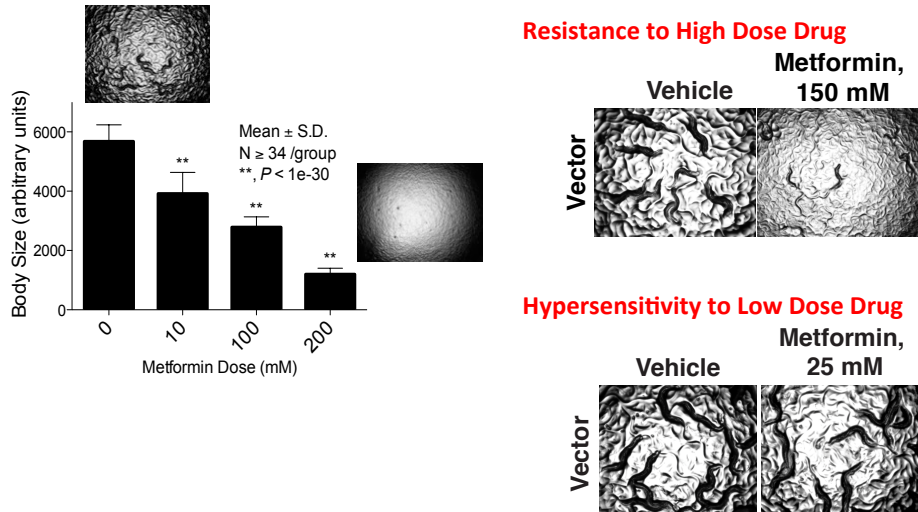 Body Size (arbitrary units)
6000
4000
2000
0
**
**
**
Mean ± S.D.
N ≥ 34 /group
**, P < 1e-30
0
10
100
200
Metformin Dose (mM)
Resistance to High Dose Drug
Vehicle
Metformin,
150 mM
Vector
Hypersensitivity to Low Dose Drug
Vehicle
Metformin,
25 mM
Vector